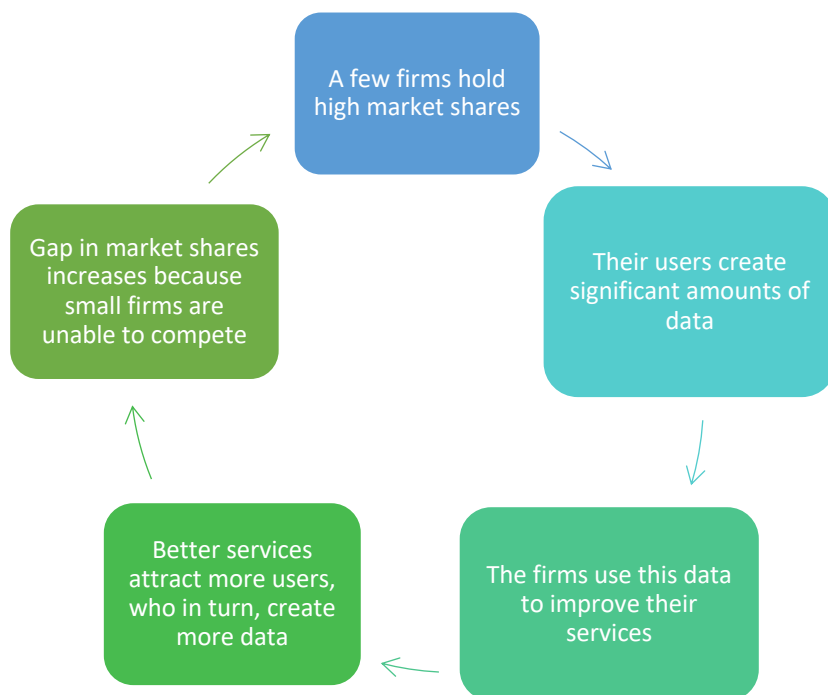 A few firms hold
high market shares
Their users create
significant amounts of
data
The firms use this data
to improve their
services
Better services
attract more users,
who in turn, create
more data
Gap in market shares
increases because
small firms are
unable to compete